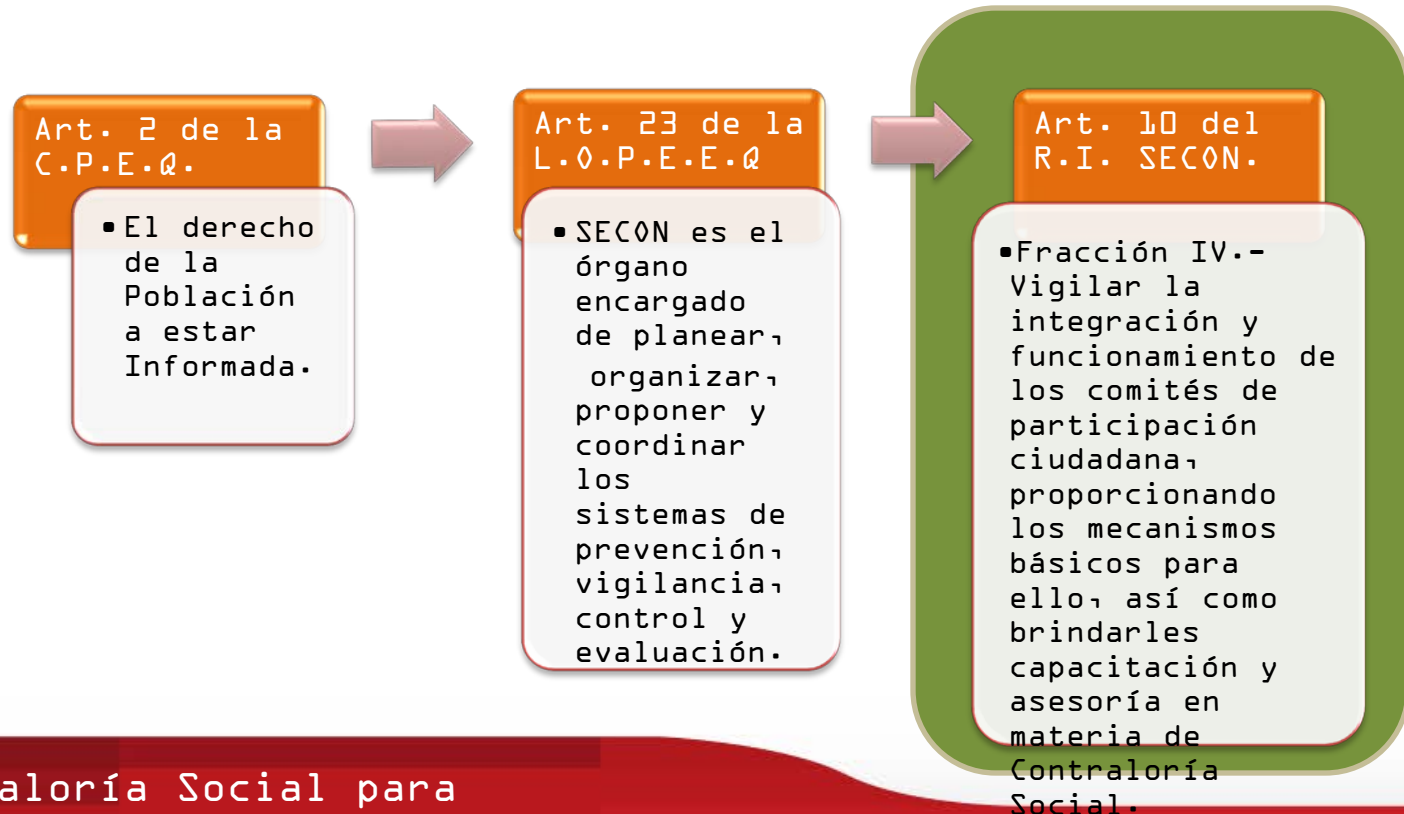 Art. 2 de la
C.P.E.Q.
•El derecho
de la
Población
a estar
Informada.
Art. 23 de la
L.O.P.E.E.Q
•SECON es el
órgano
encargado
de planear,
organizar,
proponer y
coordinar
los
sistemas de
prevención,
vigilancia,
control y
evaluación.
Art. 10 del
R.I. SECON.
•Fracción IV.-
Vigilar la
integración y
funcionamiento de
los comités de
participación
ciudadana,
proporcionando
los mecanismos
básicos para
ello, así como
brindarles
capacitación y
asesoría en
materia de
Contraloría
Social.
aloría Social para